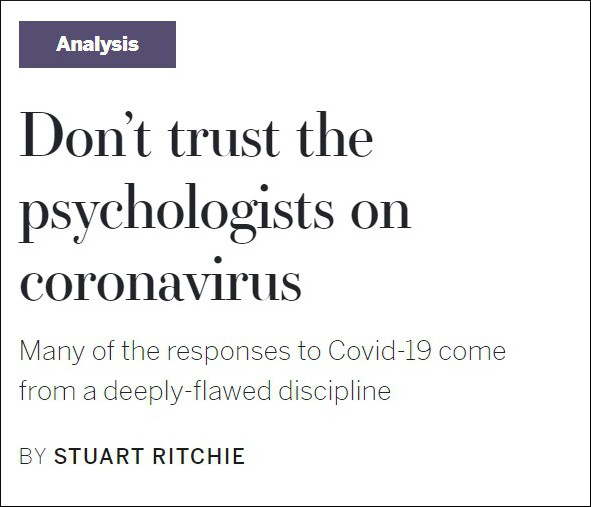 Analysis
Don't trust the
psychologists on
coronavirus
Many of the responses to Covid-19 come
from a deeply-flawed discipline
BY STUART RITCHIE